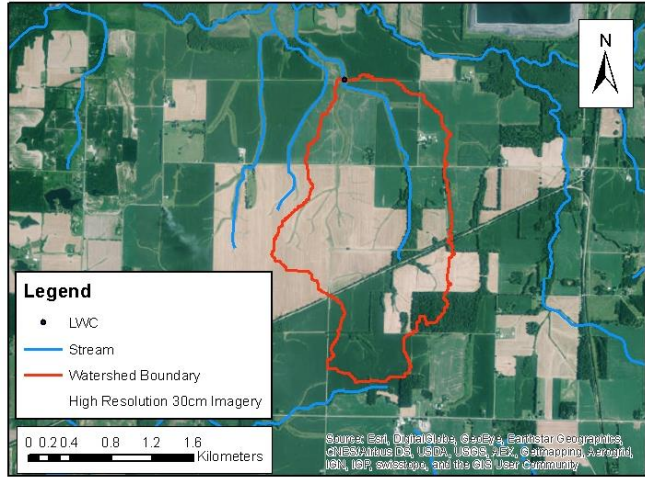 N
Legend
LWC
Stream
Watershed Boundary
High Resolution 30cm Imagery
0 0.2 0.4 0.8 1.2 1.6
Kilometers
Source: Esri, DigitalGlobe, GeoEye, Earthstar Geographics,
CNES/Airbus DS, USDA, USGS, AEX, Getmapping, Aerogrid,
IGN, IGP, swisstopo, and the GIS User Community